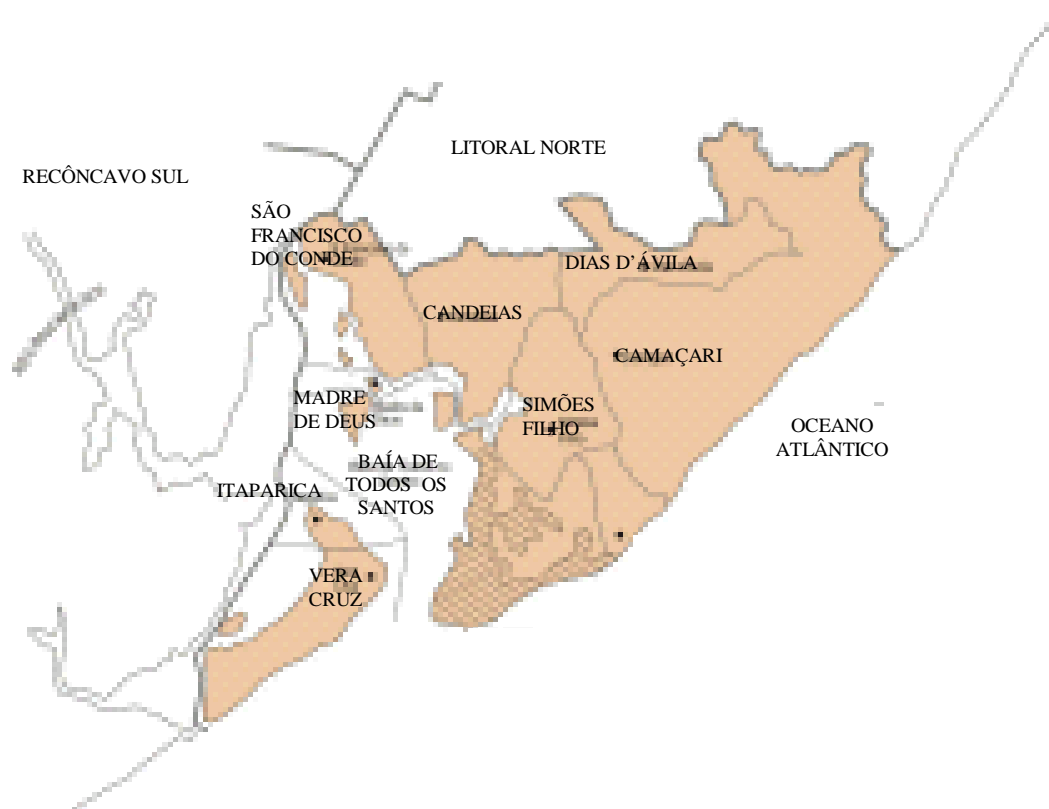 LITORAL NORTE
RECÔNCAVO SUL
SÃO
FRANCISCO
DO CONDE
DIAS D'ÁVILA
CANDEIAS
CAMAÇARI
MADRE
DE DEUS
SIMÕES
FILHO
OCEANO
ATLÂNTICO
BAÍA DE
TODOS OS
SANTOS
ITAPARICA
VERA
CRUZ